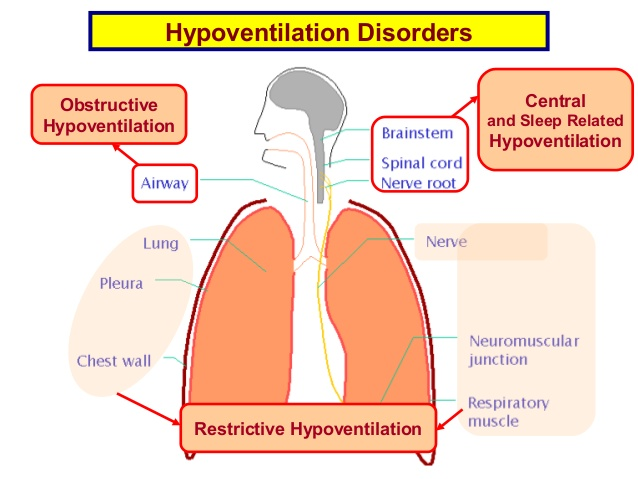 Hypoventilation Disorders
Obstructive
Hypoventilation
Central
and Sleep Related
Hypoventilation
Brainstem
Spinal cord
Nerve root
Airway
Lung
Nerve
Pleura
Chest wall
Neuromuscular
junction
Respiratory
muscle
Restrictive Hypoventilation